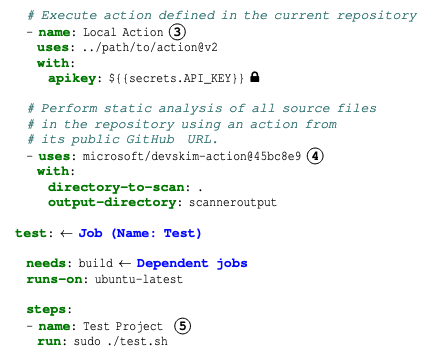 # Execute action defined in the current repository
- name: Local Action ③
uses: ../path/to/action@v2
with:
apikey: ${{secrets.API_KEY}}
# Perform static analysis of all source files
# in the repository using an action from
# its public GitHub URL.
- uses: microsoft/devskim-action@45bc8e9 ④
with:
directory-to-scan: .
output-directory: scanneroutput
test: ← Job (Name: Test)
needs: build ← Dependent jobs
runs-on: ubuntu-latest
steps:
- name: Test Project ⑤
run: sudo ./test.sh